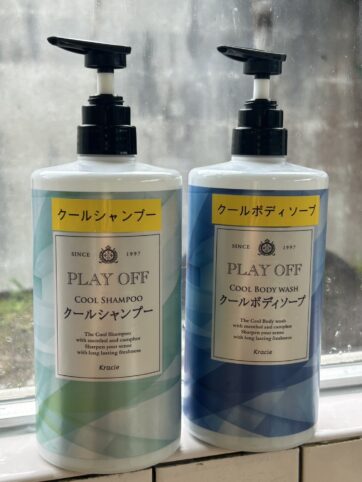 クールシャンプー
SINCE 1997
PLAY OFF
COOL SHAMPOO
クールシャンプー
The Cool Shampoo
with menthol and camphor
Sharpen your sense
with long lasting freshness
Kracie
クールボディソープ
SINCE 1997
PLAY OFF
COOL BODY WASH
クールボディソープ
The Cool Body wash
with menthol and camphor
Sharpen your sense
with long lasting freshness
Kracie